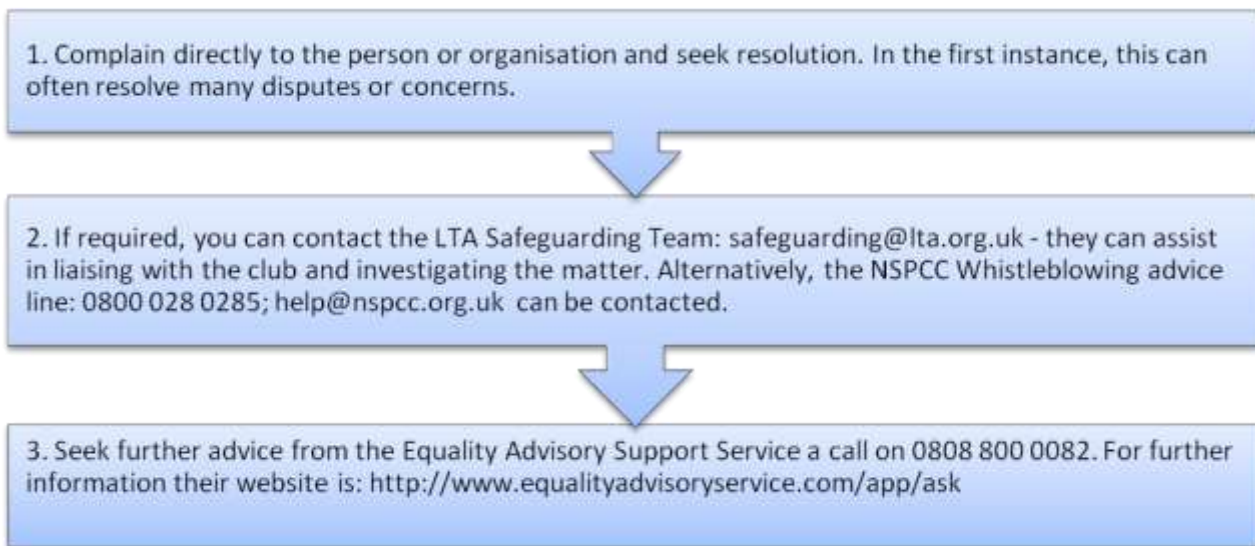 1. Complain directly to the person or organisation and seek resolution. In the first instance, this can
often resolve many disputes or concerns.
2. If required, you can contact the LTA Safeguarding Team: safeguarding@lta.org.uk - they can assist
in liaising with the club and investigating the matter. Alternatively, the NSPCC Whistleblowing advice
line: 0800 028 0285; help@nspcc.org.uk can be contacted.
3. Seek further advice from the Equality Advisory Support Service a call on 0808 800 0082. For further
information their website is: http://www.equalityadvisoryservice.com/app/ask